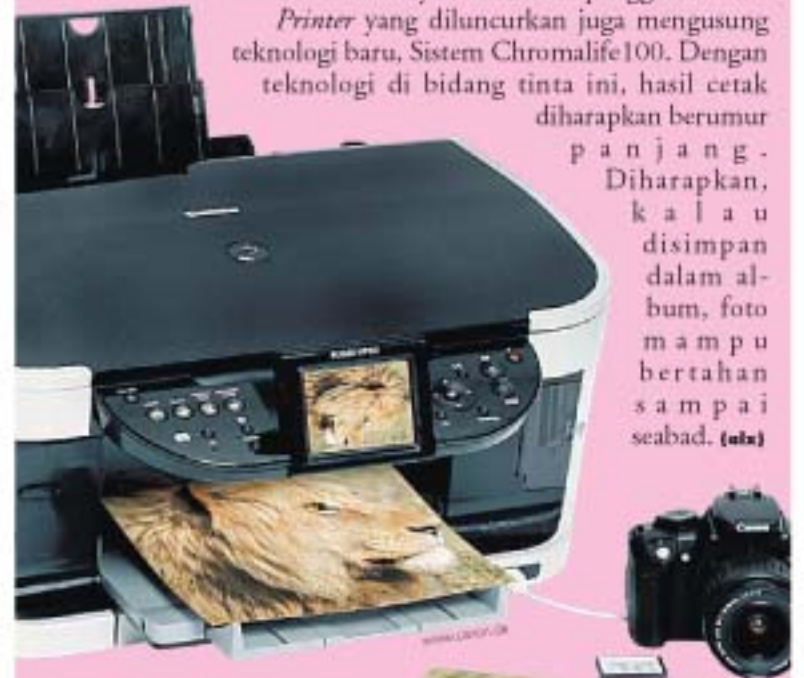 Printer yang diluncurkan juga mengusung
teknologi baru, Sistem Chromalife100. Dengan
teknologi di bidang tinta ini, hasil cetak
diharapkan berumur
panjang.
Diharapkan,
kalau
disimpan
dalam al-
bum, foto
mampu
bertahan
sampai
seabad. (alx)
Canon